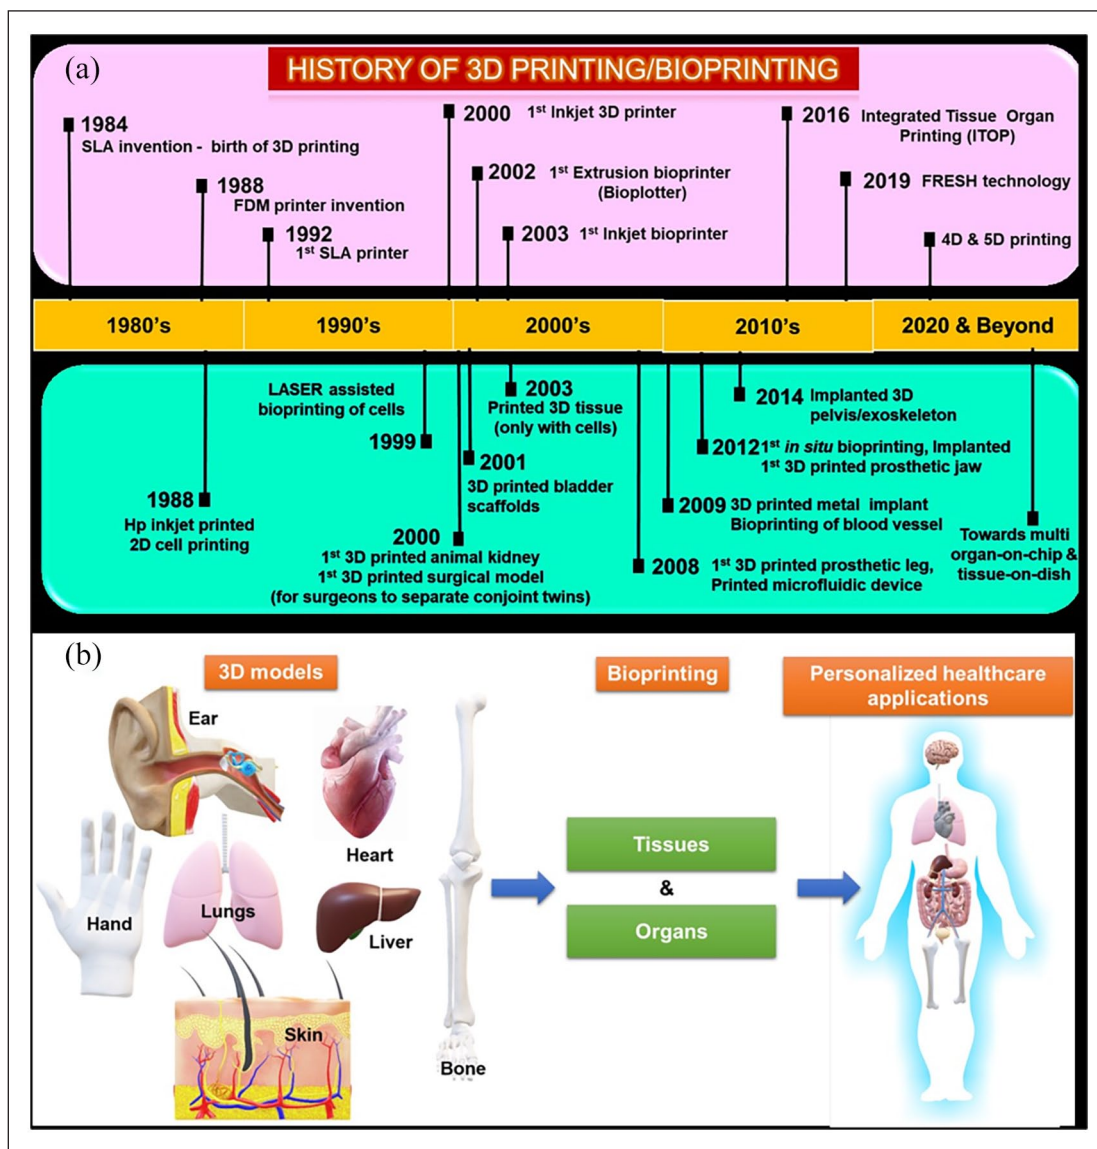 (a)
HISTORY OF 3D PRINTING/BIOPRINTING
1984
SLA invention - birth of 3D printing
1988
FDM printer invention
1992
1st SLA printer
2000 1st Inkjet 3D printer
2002 1st Extrusion bioprinter
(Bioplotter)
2003 1st Inkjet bioprinter
2016 Integrated Tissue Organ
Printing (ITOP)
2019 FRESH technology
4D & 5D printing
1980's 1990's 2000's 2010's 2020 & Beyond
1988
Hp inkjet printed
2D cell printing
LASER assisted
bioprinting of cells
1999
2000
1st 3D printed animal kidney
1st 3D printed surgical model
(for surgeons to separate conjoint twins)
2001
3D printed bladder
scaffolds
2003
Printed 3D tissue
(only with cells)
2008 1st 3D printed prosthetic leg,
Printed microfluidic device
2009 3D printed metal implant
Bioprinting of blood vessel
2012 1st in situ bioprinting, Implanted
1st 3D printed prosthetic jaw
2014 Implanted 3D
pelvis/exoskeleton
Towards multi
organ-on-chip &
tissue-on-dish
(b)
3D models
Ear
Heart
Hand
Lungs
Liver
Skin
Bone
Bioprinting
Tissues
&
Organs
Personalized healthcare
applications